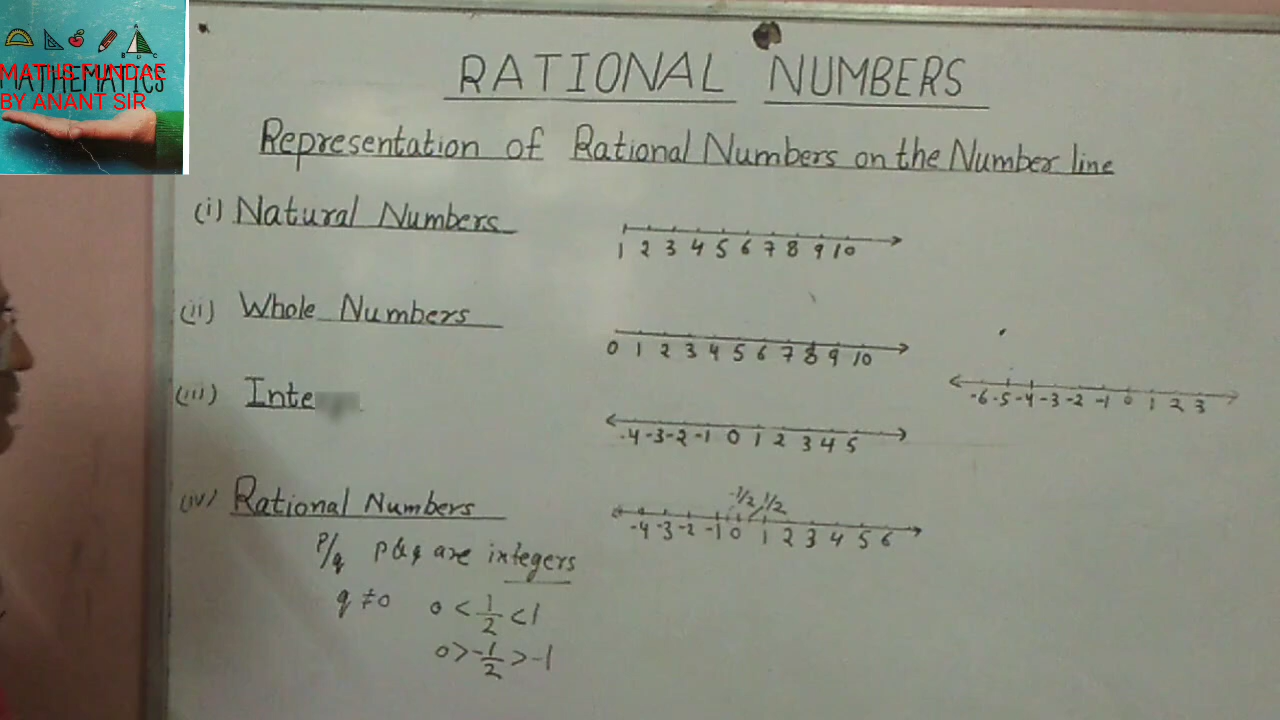 MATHEMATICS
MATHS FUNDAE
BY ANANT SIR
A
B D C
RATIONAL NUMBERS
Representation of Rational Numbers on the Number line
(i) Natural Numbers
1 2 3 4 5 6 7 8 9 10
(ii) Whole Numbers
0 1 2 3 4 5 6 7 8 9 10
-6 -5 -4 -3 -2 -1 0 1 2 3
(iii) Inte
-4 -3 -2 -1 0 1 2 3 4 5
(iv) Rational Numbers
-1/2 1/2
-4 -3 -2 -1 0 1 2 3 4 5 6
p/q p & q are integers
q ≠ 0 0 < 1/2 < 1
0 > -1/2 > -1